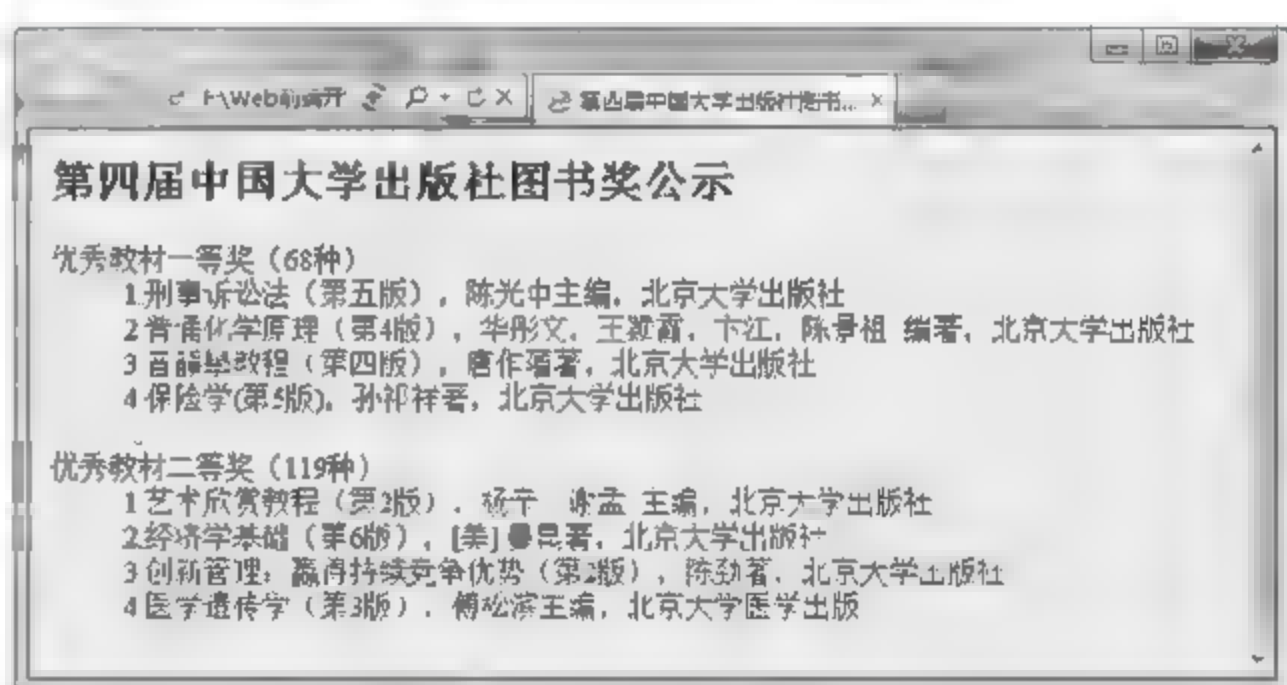 F:\Web前端开
第四届中国大学出版社图书...
第四届中国大学出版社图书奖公示
优秀教材一等奖（68种）
1.刑事诉讼法（第五版），陈光中主编，北京大学出版社
2.普通化学原理（第4版），华彤文，王颖霞，卞江，陈景祖 编著，北京大学出版社
3.音韵学教程（第四版），唐作藩著，北京大学出版社
4.保险学(第5版)，孙祁祥著，北京大学出版社
优秀教材二等奖（119种）
1.艺术欣赏教程（第2版），杨辛 谢孟 主编，北京大学出版社
2.经济学基础（第6版），[美] 著，北京大学出版社
3.创新管理：赢得持续竞争优势（第2版），陈劲著，北京大学出版社
4.医学遗传学（第3版），傅松滨主编，北京大学医学出版